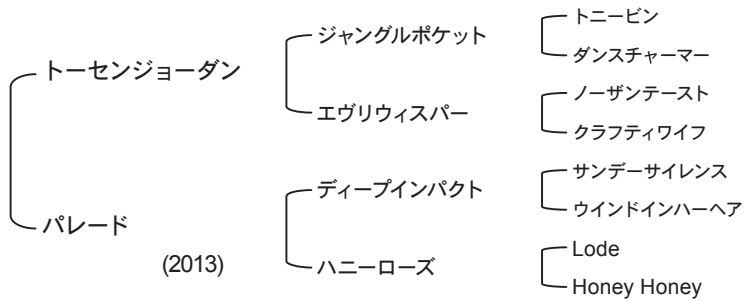 トーセンジョーダン
ジャングルポケット
トニービン
ダンスチャーマー
エヴリウィスパー
ノーザンテースト
クラフティワイフ
パレード
(2013)
ディープインパクト
サンデーサイレンス
ウインドインハーヘア
ハニーローズ
Lode
Honey Honey